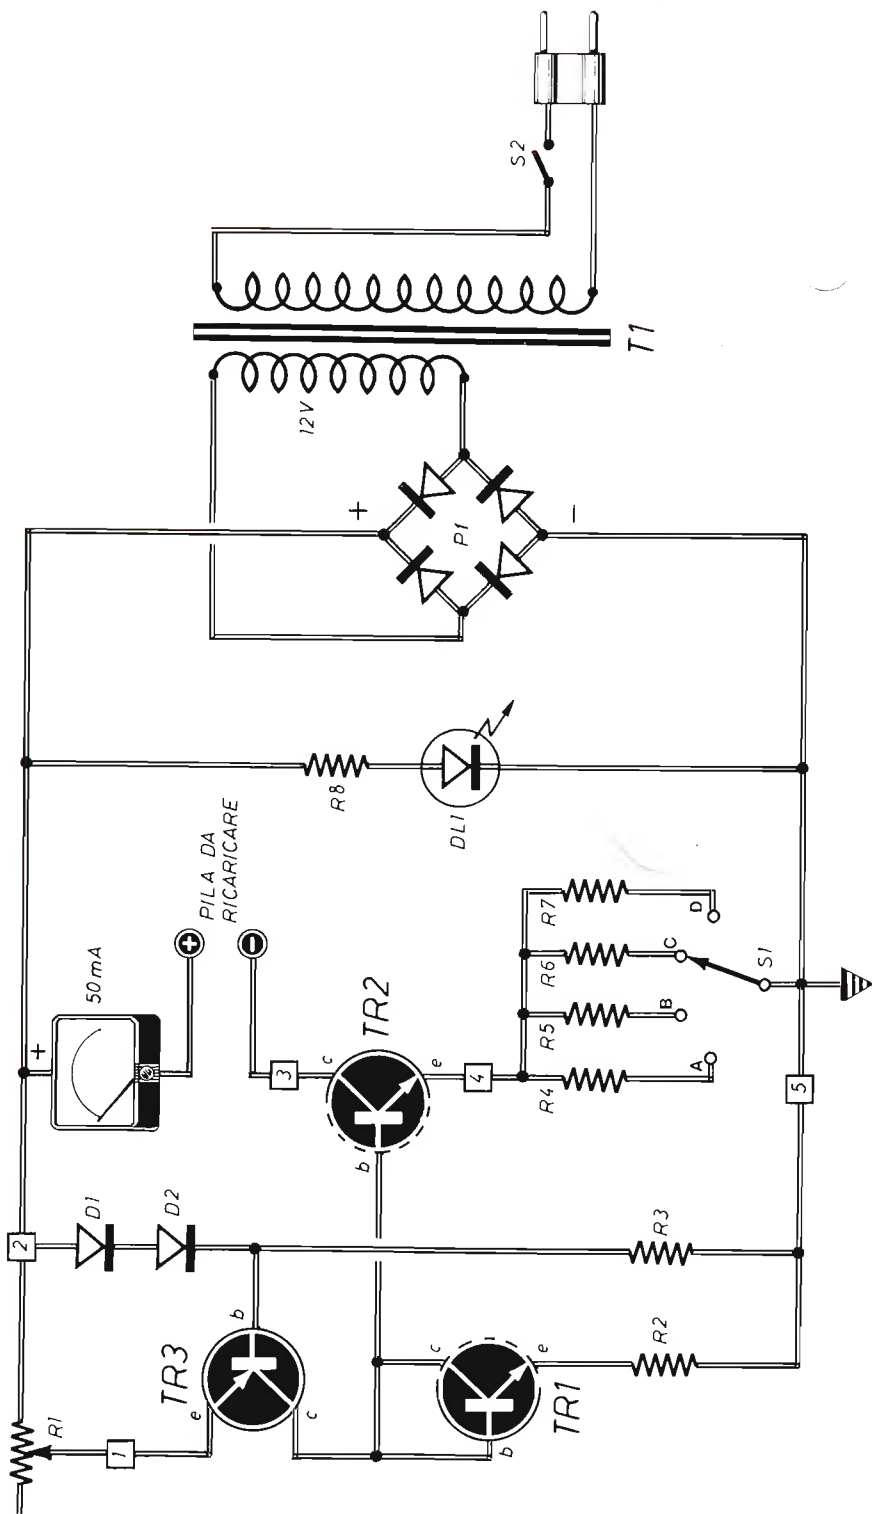 R1
1
e
TR3
c
b
2
D1
D2
c
b
TR1
e
R2
R3
+
50mA
PILA DA
RICARICARE
+
−
3
c
b
TR2
e
4
R4
R5
R6
R7
A
B
C
D
S1
5
R8
DL1
+
P1
−
12V
T1
S2